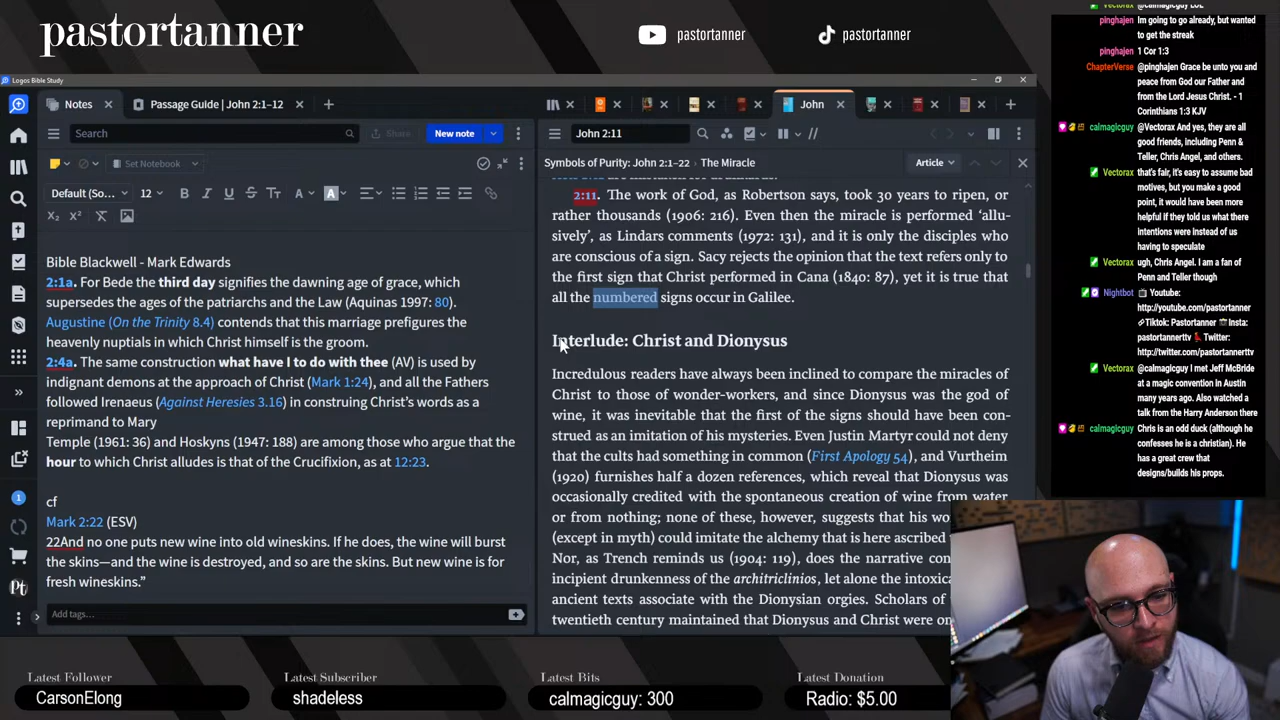 pastortanner
pastortanner
pastortanner
Logos Bible Study
Notes
Passage Guide | John 2:1–12
John
Search
Share
New note
John 2:11
Set Notebook
Symbols of Purity: John 2:1–22 > The Miracle
Article
Default (So...
12
Bible Blackwell - Mark Edwards
2:1a. For Bede the third day signifies the dawning age of grace, which
supersedes the ages of the patriarchs and the Law (Aquinas 1997: 80).
Augustine (On the Trinity 8.4) contends that this marriage prefigures the
heavenly nuptials in which Christ himself is the groom.
2:4a. The same construction what have I to do with thee (AV) is used by
indignant demons at the approach of Christ (Mark 1:24), and all the Fathers
followed Irenaeus (Against Heresies 3.16) in construing Christ's words as a
reprimand to Mary
Temple (1961: 36) and Hoskyns (1947: 188) are among those who argue that the
hour to which Christ alludes is that of the Crucifixion, as at 12:23.
cf
Mark 2:22 (ESV)
22And no one puts new wine into old wineskins. If he does, the wine will burst
the skins—and the wine is destroyed, and so are the skins. But new wine is for
fresh wineskins.”
Add tags...
2:11. The work of God, as Robertson says, took 30 years to ripen, or
rather thousands (1906: 216). Even then the miracle is performed ‘allu-
sively’, as Lindars comments (1972: 131), and it is only the disciples who
are conscious of a sign. Sacy rejects the opinion that the text refers only to
the first sign that Christ performed in Cana (1840: 87), yet it is true that
all the numbered signs occur in Galilee.
Interlude: Christ and Dionysus
Incredulous readers have always been inclined to compare the miracles of
Christ to those of wonder-workers, and since Dionysus was the god of
wine, it was inevitable that the first of the signs should have been con-
strued as an imitation of his mysteries. Even Justin Martyr could not deny
that the cults had something in common (First Apology 54), and Vurtheim
(1920) furnishes half a dozen references, which reveal that Dionysus was
occasionally credited with the spontaneous creation of wine from water
or from nothing; none of these, however, suggests that his wo
(except in myth) could imitate the alchemy that is here ascribed t
Nor, as Trench reminds us (1904: 119), does the narrative con
incipient drunkenness of the architriclinios, let alone the intoxica
ancient texts associate with the Dionysian orgies. Scholars of
twentieth century maintained that Dionysus and Christ were on
Vectorax @calmagicguy LOL
pinghajen Im going to go already, but wanted
to get the streak
pinghajen 1 Cor 1:3
ChapterVerse @pinghajen Grace be unto you and
peace from God our Father and
from the Lord Jesus Christ. - 1
Corinthians 1:3 KJV
calmagicguy @Vectorax And yes, they are all
good friends, including Penn &
Teller, Chris Angel, and others.
Vectorax that's fair, it's easy to assume bad
motives, but you make a good
point, it would have been more
helpful if they told us what there
intentions were instead of us
having to speculate
Vectorax ugh, Chris Angel. I am a fan of
Penn and Teller though
Nightbot Youtube:
http://youtube.com/pastortanner
Tiktok: Pastortanner Insta:
pastortannertt Twitter:
http://twitter.com/pastortannerttv
Vectorax @calmagicguy I met Jeff McBride
at a magic convention in Austin
many years ago. Also watched a
talk from the Harry Anderson there
calmagicguy Chris is an odd duck (although he
confesses he is a christian). He
has a great crew that
designs/builds his props.
1
Pt
Latest Follower
CarsonElong
Latest Subscriber
shadeless
Latest Bits
calmagicguy: 300
Latest Donation
Radio: $5.00